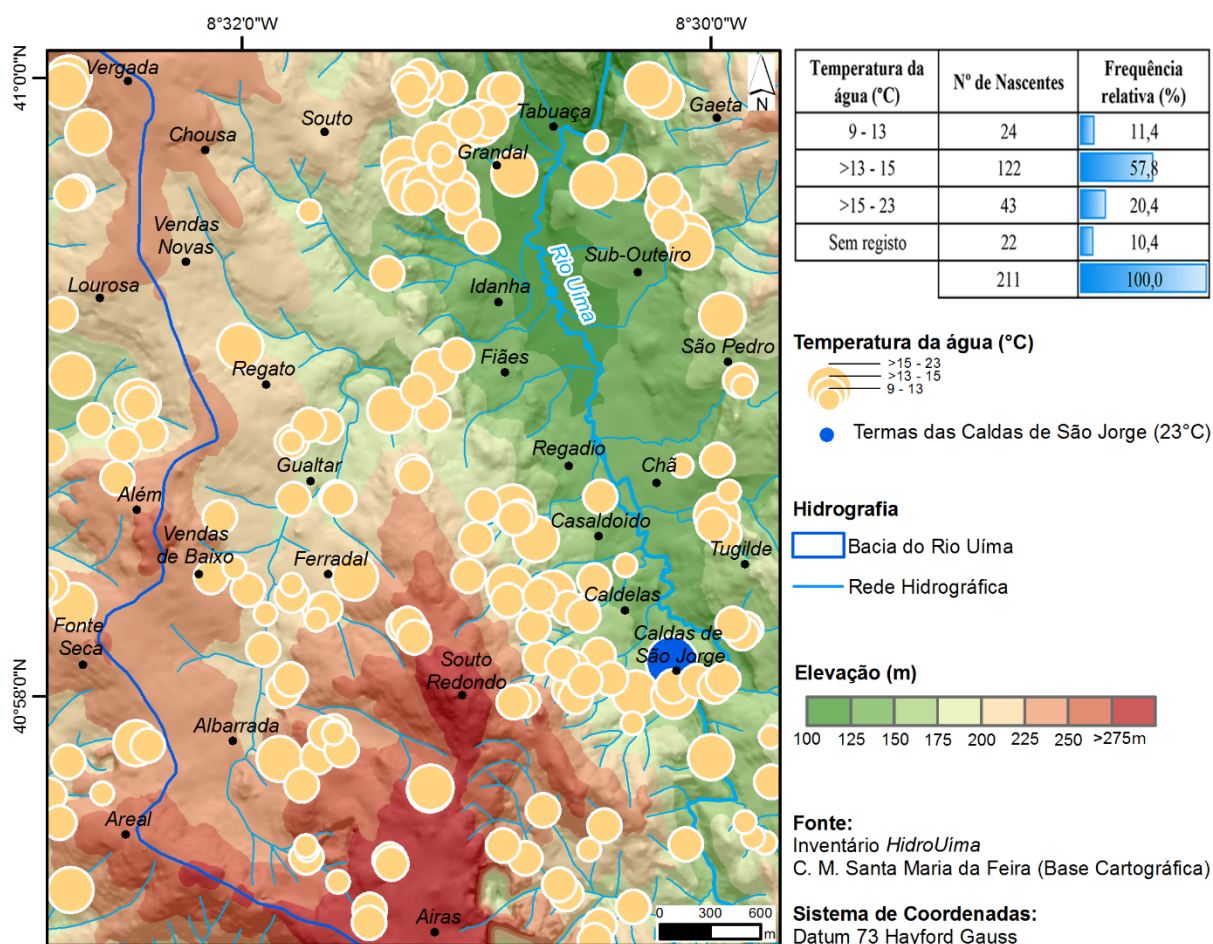 8°32'0"W
8°30'0"W
41°0'0"N
40°58'0"N
N
Vergada
Chousa
Souto
Tabuaça
Gaeta
Grandal
Vendas
Novas
Sub-Outeiro
Rio Uíma
Lourosa
Idanha
Regato
Fiães
São Pedro
Regadio
Chã
Gualtar
Além
Vendas
de Baixo
Casaldoido
Ferradal
Tugilde
Caldelas
Fonte
Seca
Caldas de
São Jorge
Souto
Redondo
Albarrada
Areal
Airas
0 300 600
m
Temperatura da água (°C) Nº de Nascentes Frequência relativa (%)
9 - 13 24 11,4
>13 - 15 122 57,8
>15 - 23 43 20,4
Sem registo 22 10,4
211 100,0
Temperatura da água (°C)
>15 - 23
>13 - 15
9 - 13
Termas das Caldas de São Jorge (23°C)
Hidrografia
Bacia do Rio Uíma
Rede Hidrográfica
Elevação (m)
100 125 150 175 200 225 250 >275m
Fonte:
Inventário HidroUíma
C. M. Santa Maria da Feira (Base Cartográfica)
Sistema de Coordenadas:
Datum 73 Hayford Gauss